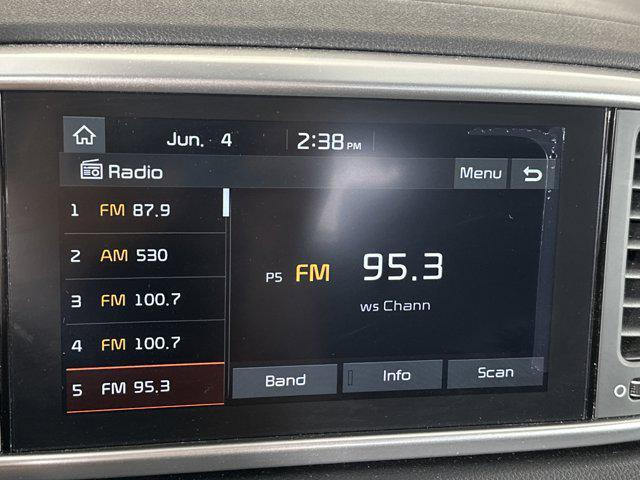 Jun. 4 2:38 PM
Radio Menu
1 FM 87.9
2 AM 530
3 FM 100.7
4 FM 100.7
5 FM 95.3
P5 FM 95.3
ws Chann
Band Info Scan